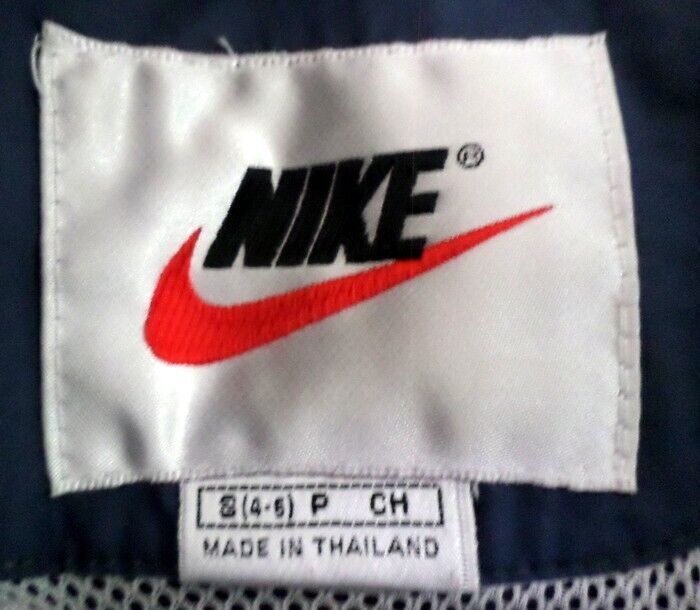 NIKE®
S(4-6) P CH
MADE IN THAILAND